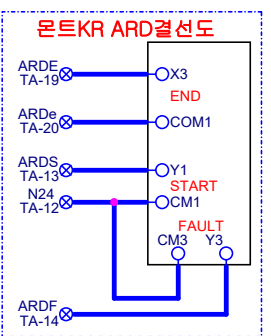 몬트KR ARD결선도
ARDE
TA-19
X3
END
ARDe
TA-20
COM1
ARDS
TA-13
Y1
START
N24
TA-12
CM1
FAULT
CM3 Y3
ARDF
TA-14